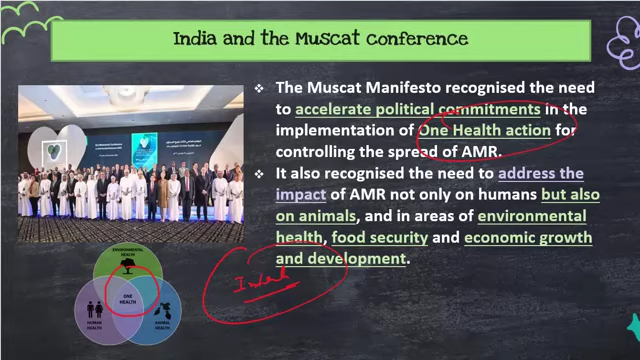 India and the Muscat conference
❖ The Muscat Manifesto recognised the need
to accelerate political commitments in the
implementation of One Health action for
controlling the spread of AMR.
❖ It also recognised the need to address the
impact of AMR not only on humans but also
on animals, and in areas of environmental
health, food security and economic growth
and development.
ENVIRONMENTAL
HEALTH
ONE
HEALTH
HUMAN
HEALTH
ANIMAL
HEALTH